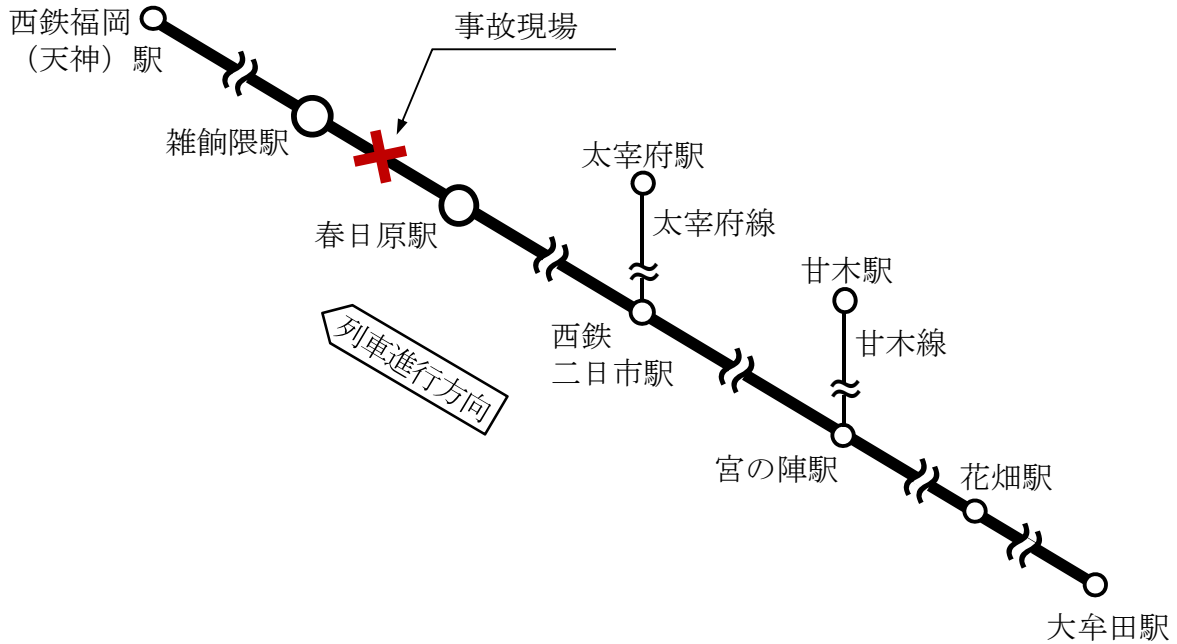 西鉄福岡
（天神）駅
事故現場
雑餉隈駅
春日原駅
太宰府駅
太宰府線
甘木駅
甘木線
列車進行方向
西鉄
二日市駅
宮の陣駅
花畑駅
大牟田駅